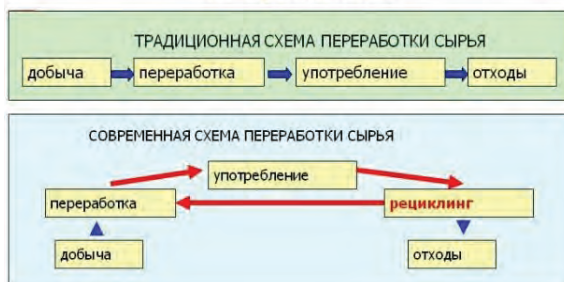 ТРАДИЦИОННАЯ СХЕМА ПЕРЕРАБОТКИ СЫРЬЯ
добыча переработка употребление отходы
СОВРЕМЕННАЯ СХЕМА ПЕРЕРАБОТКИ СЫРЬЯ
употребление
переработка рециклинг
добыча отходы